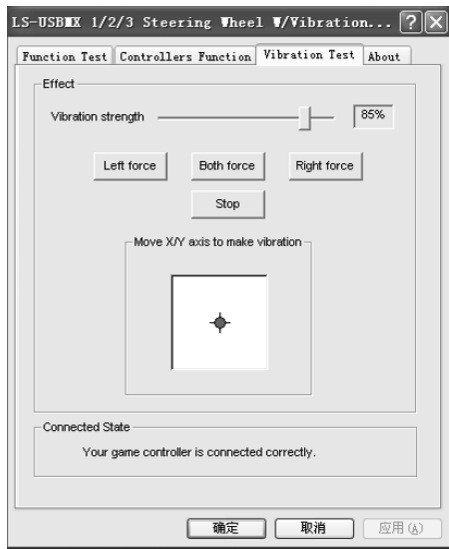 LS-USBMX 1/2/3 Steering Wheel W/Vibration...
Function Test Controllers Function Vibration Test About
Effect
Vibration strength 85%
Left force Both force Right force
Stop
Move X/Y axis to make vibration
Connected State
Your game controller is connected correctly.
确定 取消 应用(A)